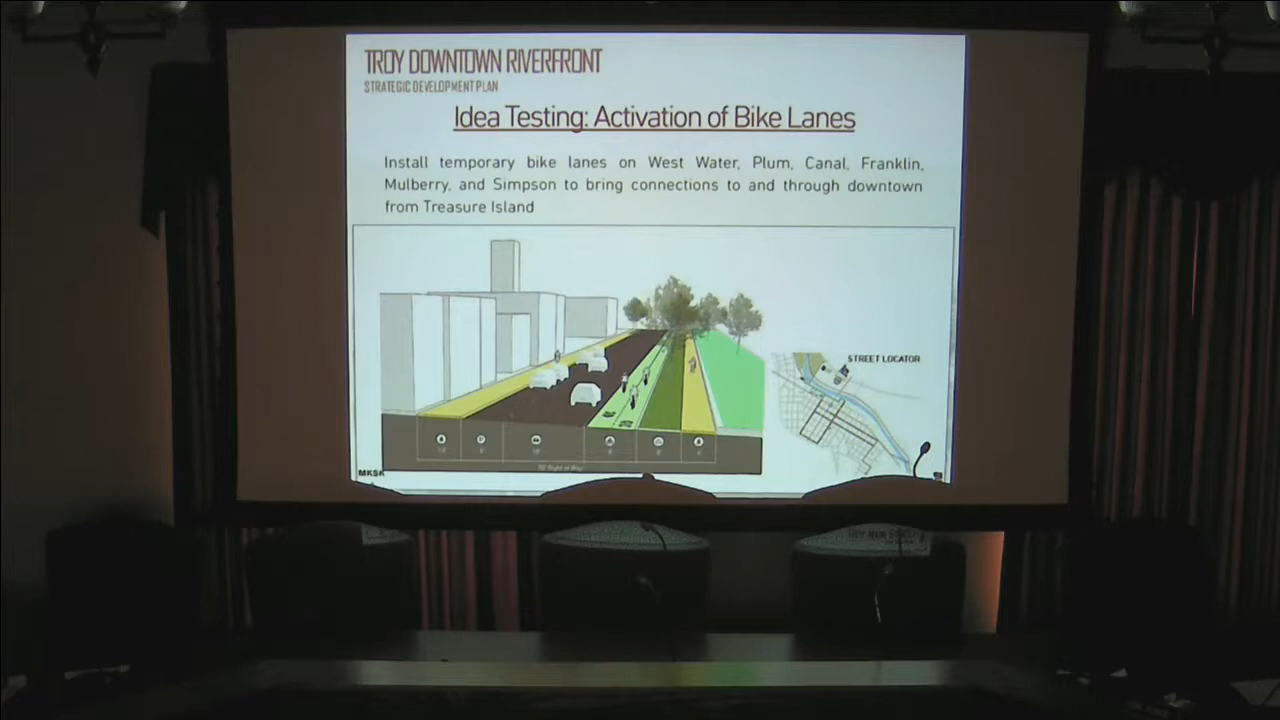 TROY DOWNTOWN RIVERFRONT
STRATEGIC DEVELOPMENT PLAN
Idea Testing: Activation of Bike Lanes
Install temporary bike lanes on West Water, Plum, Canal, Franklin,
Mulberry, and Simpson to bring connections to and through downtown
from Treasure Island
STREET LOCATOR
MKSK